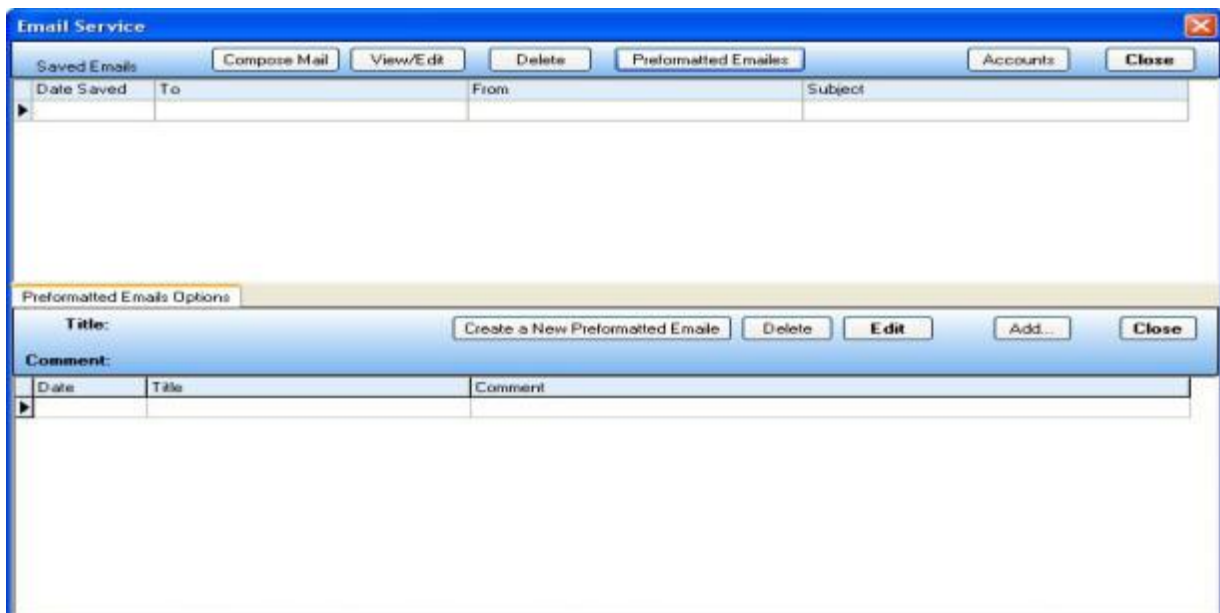 Email Service
Saved Emails Compose Mail View/Edit Delete Preformatted Emailes Accounts Close
Date Saved To From Subject
Preformatted Emails Options
Title: Create a New Preformatted Emaile Delete Edit Add... Close
Comment:
Date Title Comment